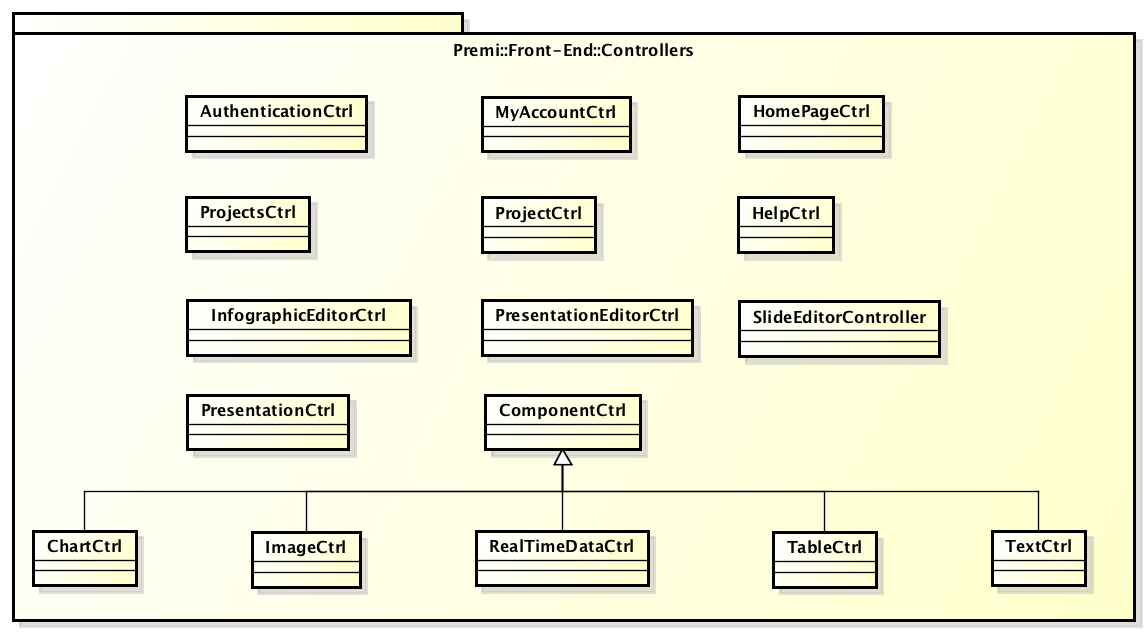 Premi::Front-End::Controllers
AuthenticationCtrl
MyAccountCtrl
HomePageCtrl
ProjectsCtrl
ProjectCtrl
HelpCtrl
InfographicEditorCtrl
PresentationEditorCtrl
SlideEditorController
PresentationCtrl
ComponentCtrl
ChartCtrl
ImageCtrl
RealTimeDataCtrl
TableCtrl
TextCtrl